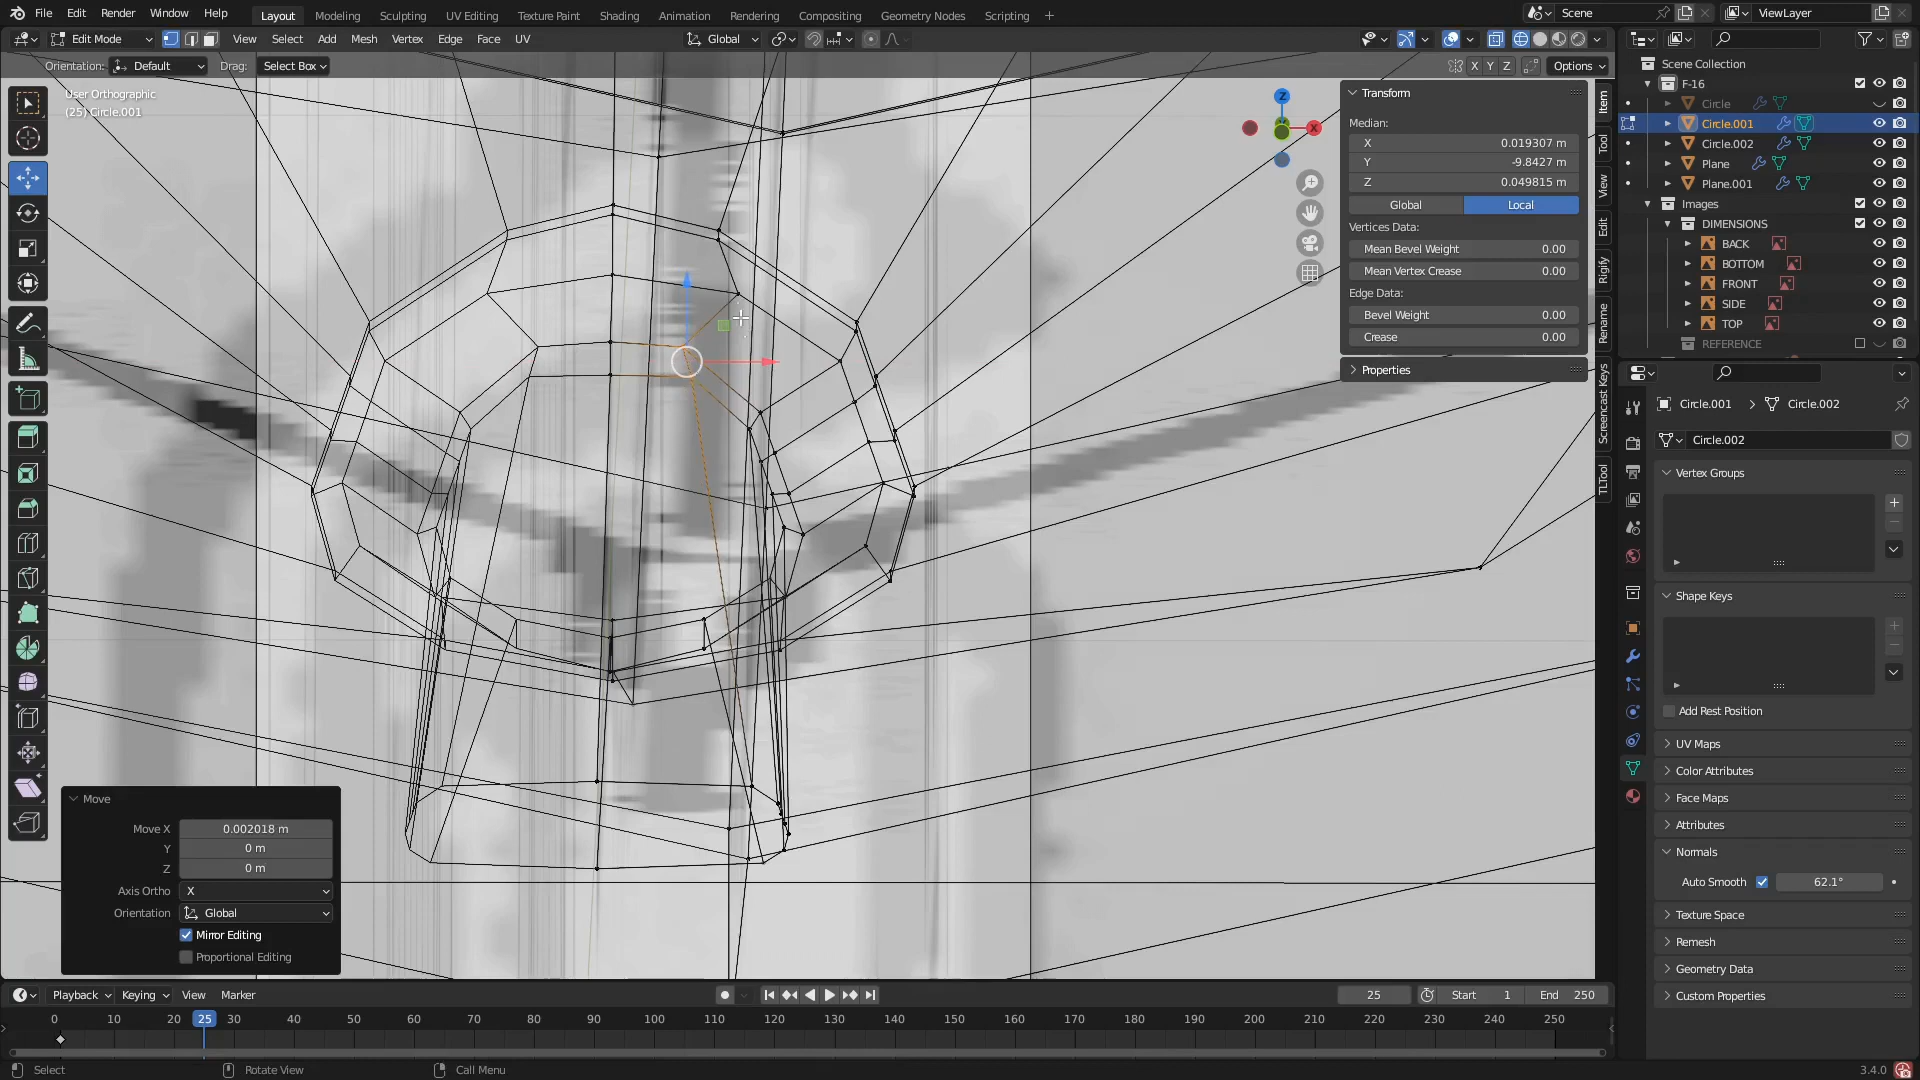 File Edit Render Window Help Layout Modeling Sculpting UV Editing Texture Paint Shading Animation Rendering Compositing Geometry Nodes Scripting + Scene ViewLayer
Edit Mode View Select Add Mesh Vertex Edge Face UV Global
Orientation: Default Drag: Select Box X Y Z Options
User Orthographic
(25) Circle.001
Z
X
Transform
Median:
X 0.019307 m
Y -9.8427 m
Z 0.049815 m
Global Local
Vertices Data:
Mean Bevel Weight 0.00
Mean Vertex Crease 0.00
Edge Data:
Bevel Weight 0.00
Crease 0.00
Properties
Item
Tool
View
Edit
Rigify
Rename
Screencast Keys
TLTool
Scene Collection
F-16
Circle
Circle.001
Circle.002
Plane
Plane.001
Images
DIMENSIONS
BACK
BOTTOM
FRONT
SIDE
TOP
REFERENCE
Circle.001 > Circle.002
Circle.002
Vertex Groups
Shape Keys
Add Rest Position
UV Maps
Color Attributes
Face Maps
Attributes
Normals
Auto Smooth 62.1°
Texture Space
Remesh
Geometry Data
Custom Properties
Move
Move X 0.002018 m
Y 0 m
Z 0 m
Axis Ortho X
Orientation Global
Mirror Editing
Proportional Editing
Playback Keying View Marker 25 Start 1 End 250
0 10 20 25 30 40 50 60 70 80 90 100 110 120 130 140 150 160 170 180 190 200 210 220 230 240 250
Select Rotate View Call Menu 3.4.0